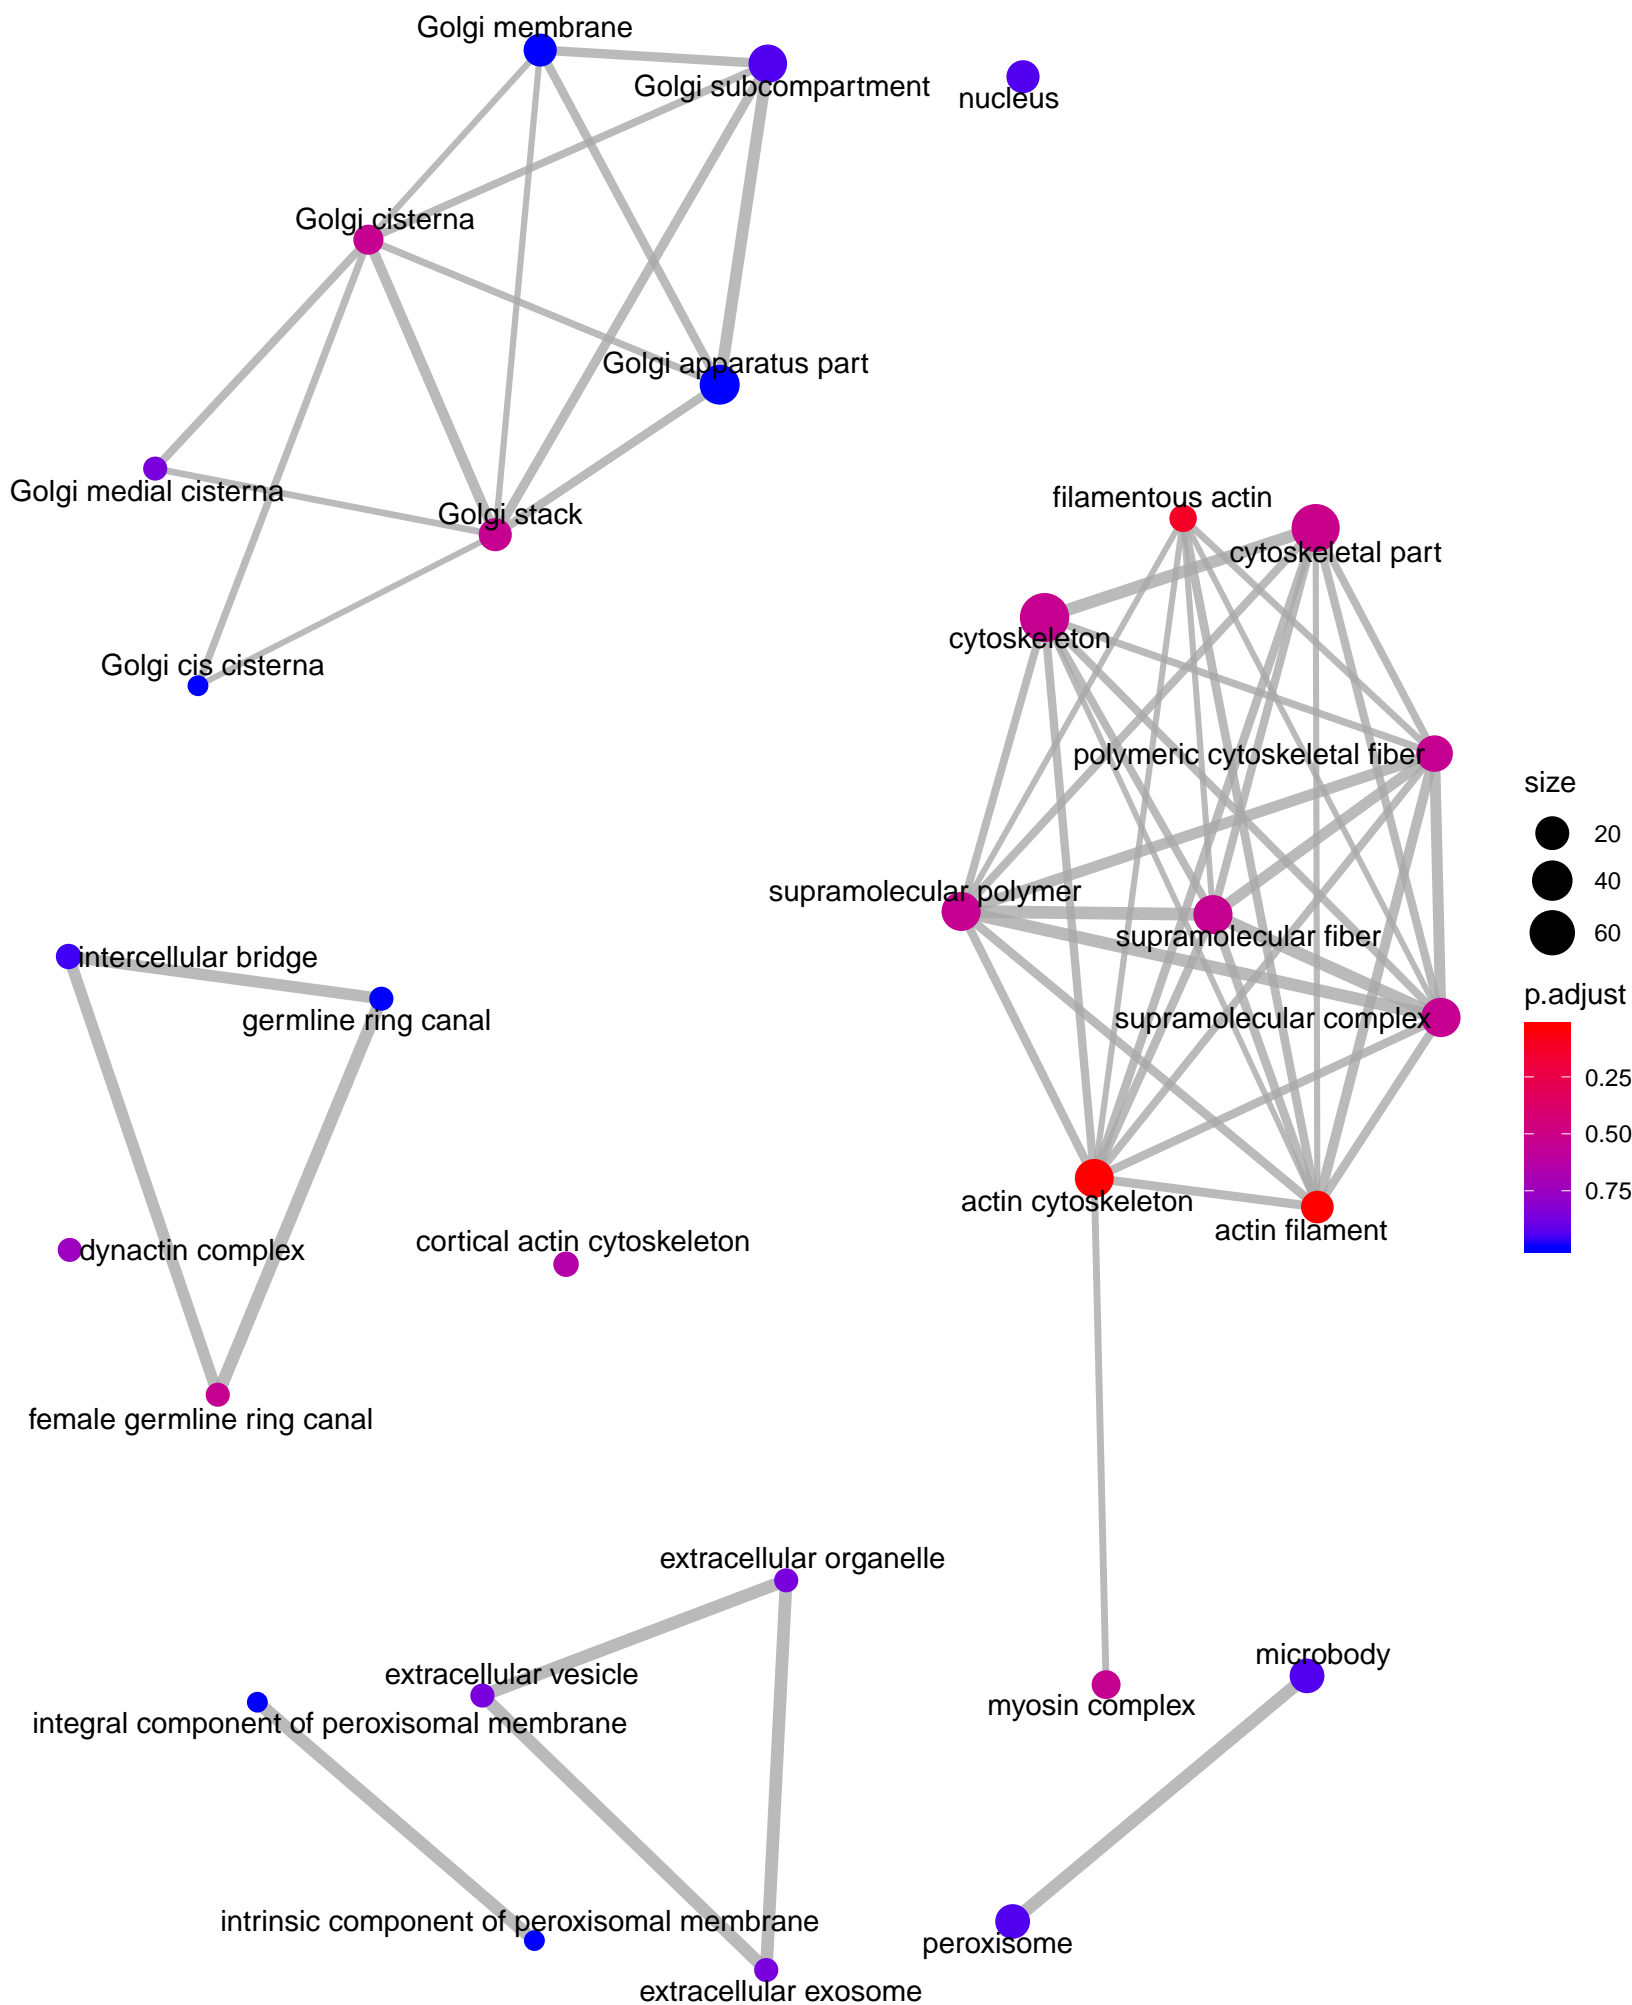 Golgi membrane
Golgi subcompartment
nucleus
Golgi cisterna
Golgi apparatus part
Golgi medial cisterna
Golgi stack
filamentous actin
cytoskeletal part
cytoskeleton
Golgi cis cisterna
polymeric cytoskeletal fiber
size
20
40
60
supramolecular polymer
supramolecular fiber
intercellular bridge
germline ring canal
supramolecular complex
p.adjust
0.25
0.50
0.75
actin cytoskeleton
actin filament
dynactin complex
cortical actin cytoskeleton
female germline ring canal
extracellular organelle
extracellular vesicle
microbody
myosin complex
integral component of peroxisomal membrane
intrinsic component of peroxisomal membrane
peroxisome
extracellular exosome